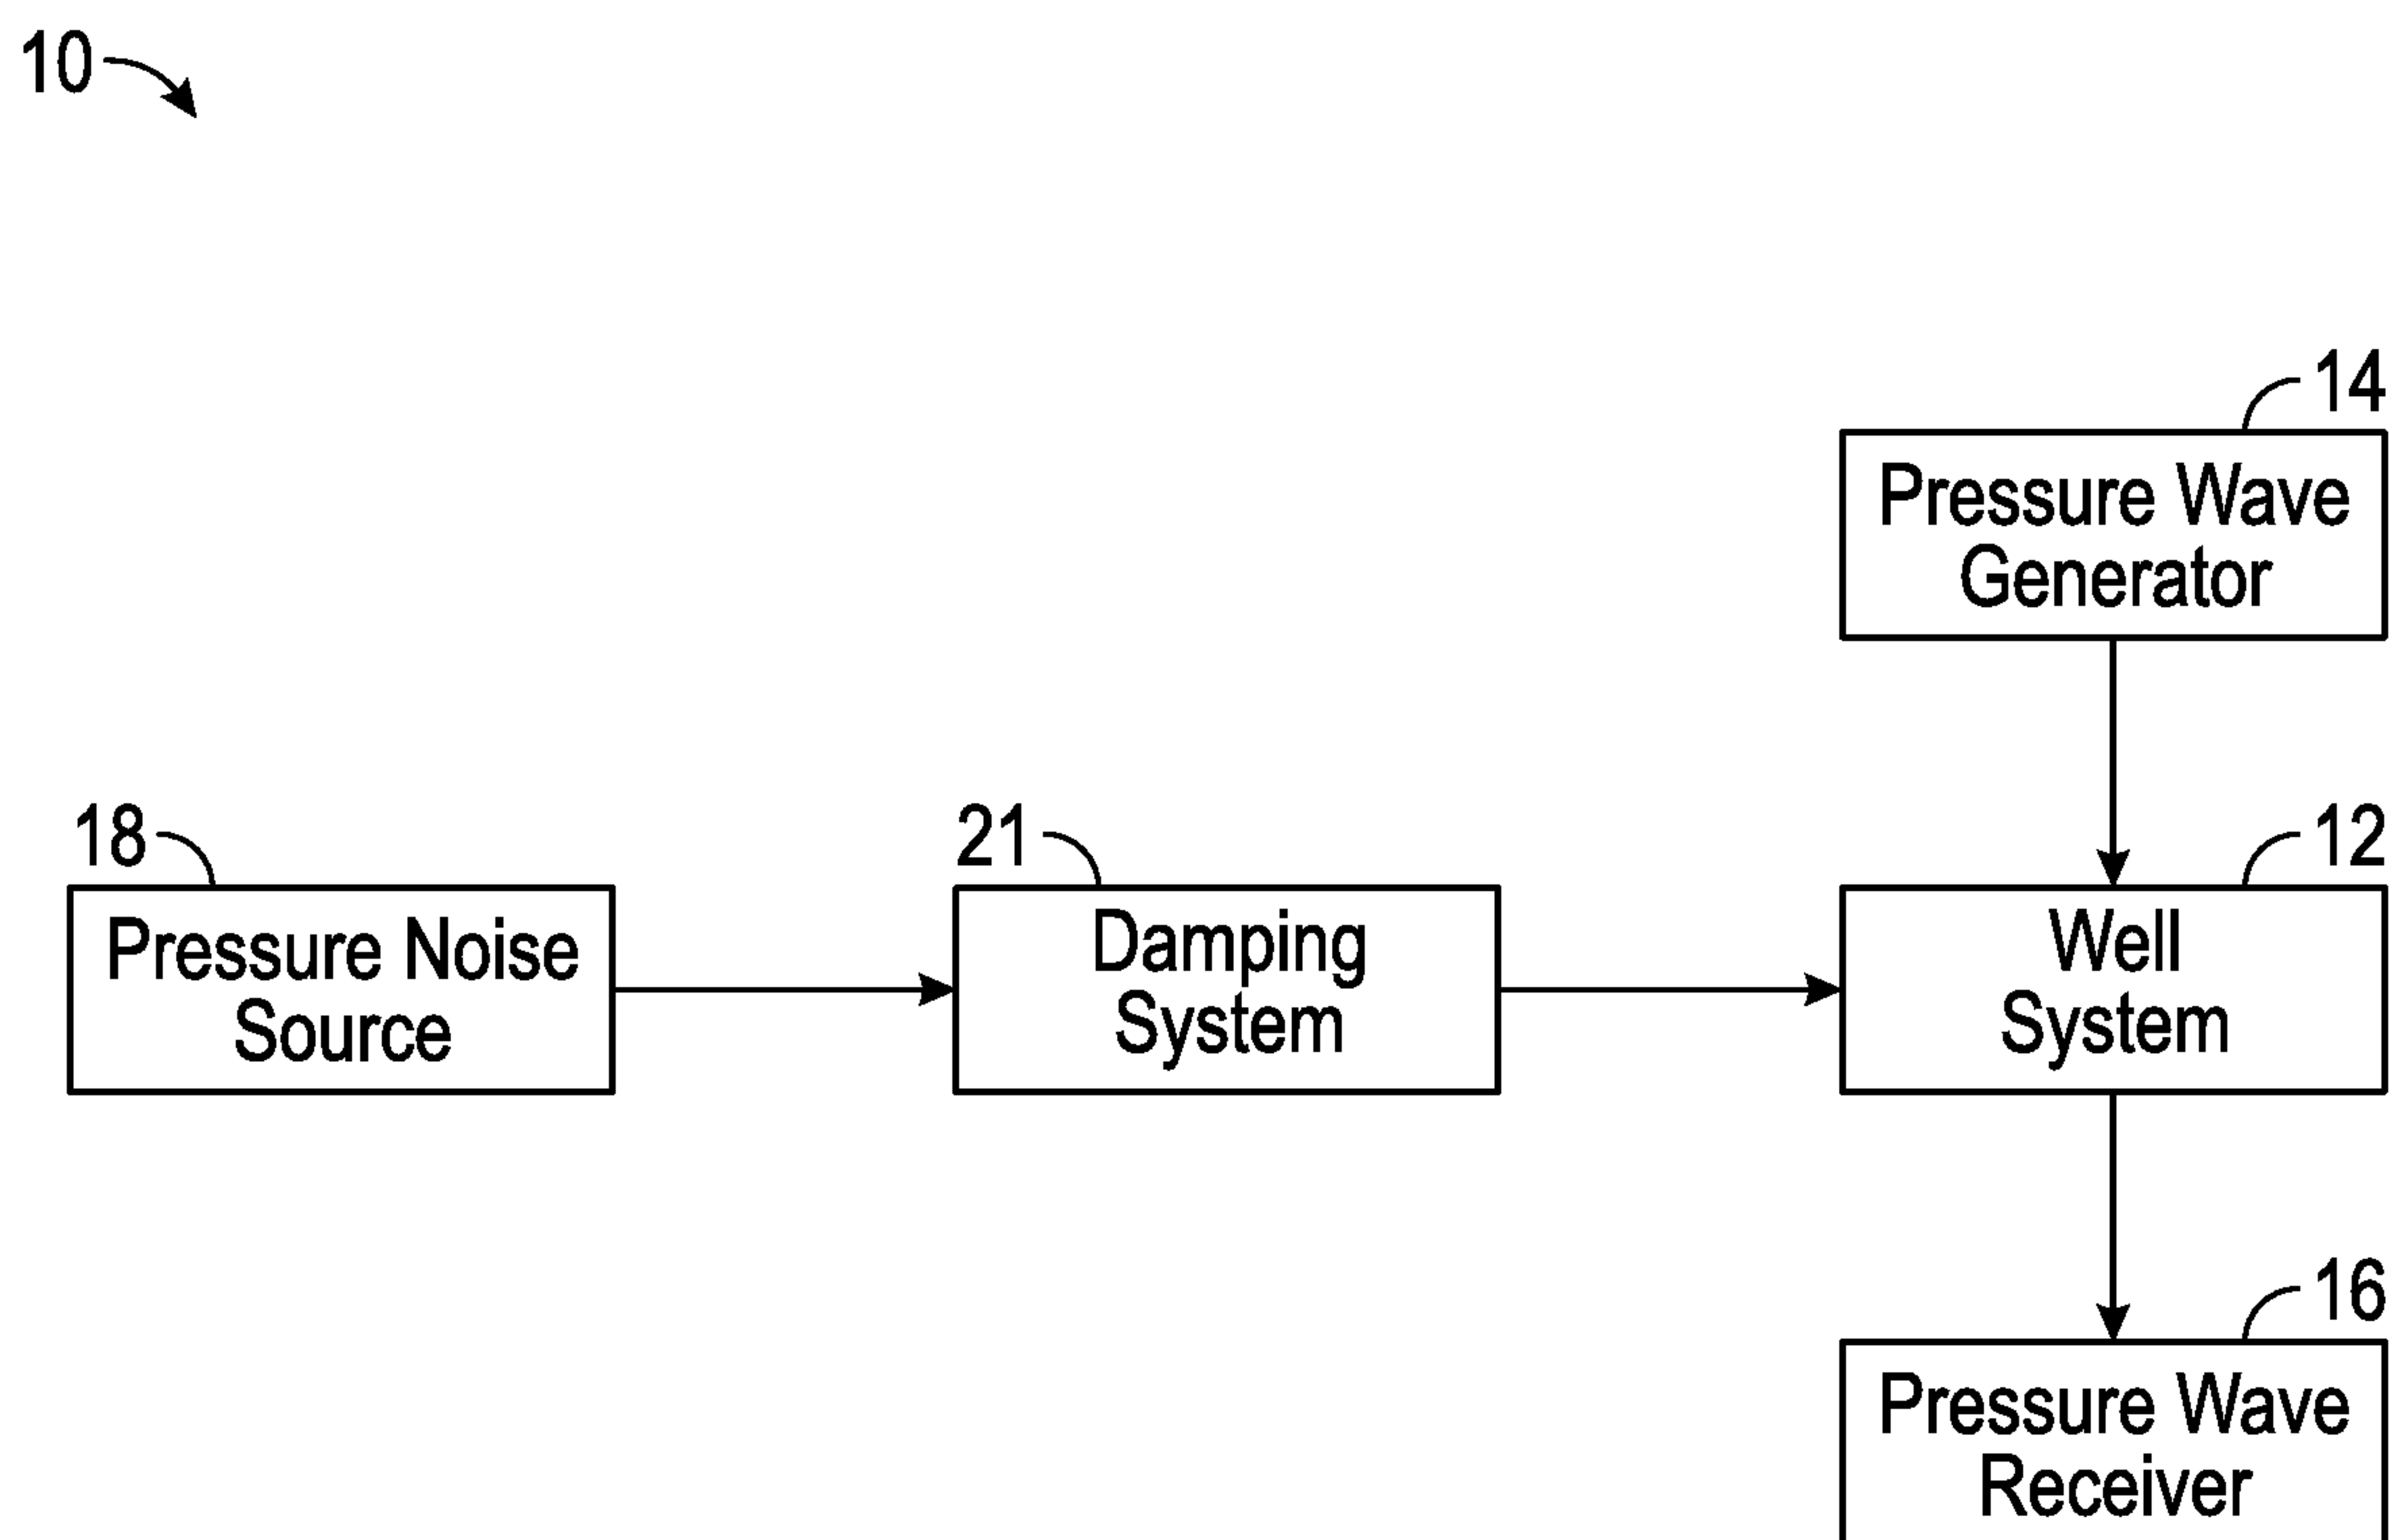 10
14
Pressure Wave
Generator
18
21
12
Pressure Noise
Source
Damping
System
Well
System
16
Pressure Wave
Receiver